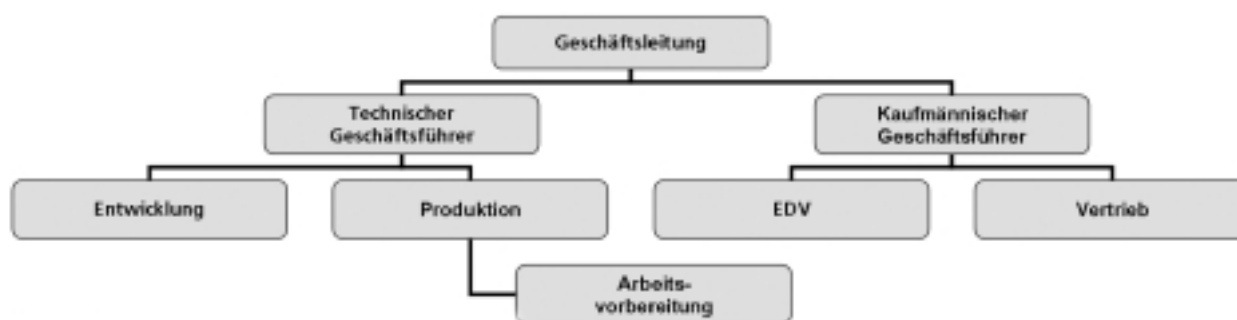 Geschäftsleitung
Technischer
Geschäftsführer
Kaufmännischer
Geschäftsführer
Entwicklung
Produktion
EDV
Vertrieb
Arbeits-
vorbereitung